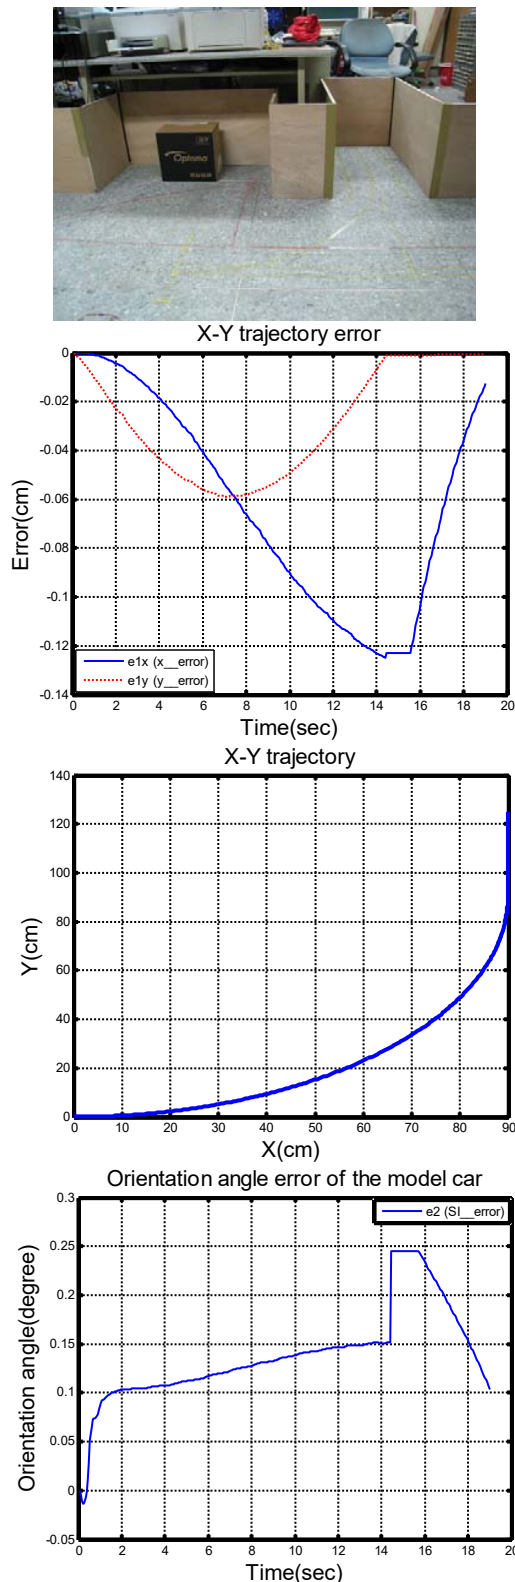 Optoma
X-Y trajectory error
0
-0.02
-0.04
-0.06
-0.08
-0.1
-0.12
-0.14
Error(cm)
e1x (x__error)
e1y (y__error)
0 2 4 6 8 10 12 14 16 18 20
Time(sec)
X-Y trajectory
140
120
100
80
60
40
20
0
Y(cm)
0 10 20 30 40 50 60 70 80 90
X(cm)
Orientation angle error of the model car
0.3
0.25
0.2
0.15
0.1
0.05
0
-0.05
Orientation angle(degree)
e2 (SI__error)
0 2 4 6 8 10 12 14 16 18 20
Time(sec)